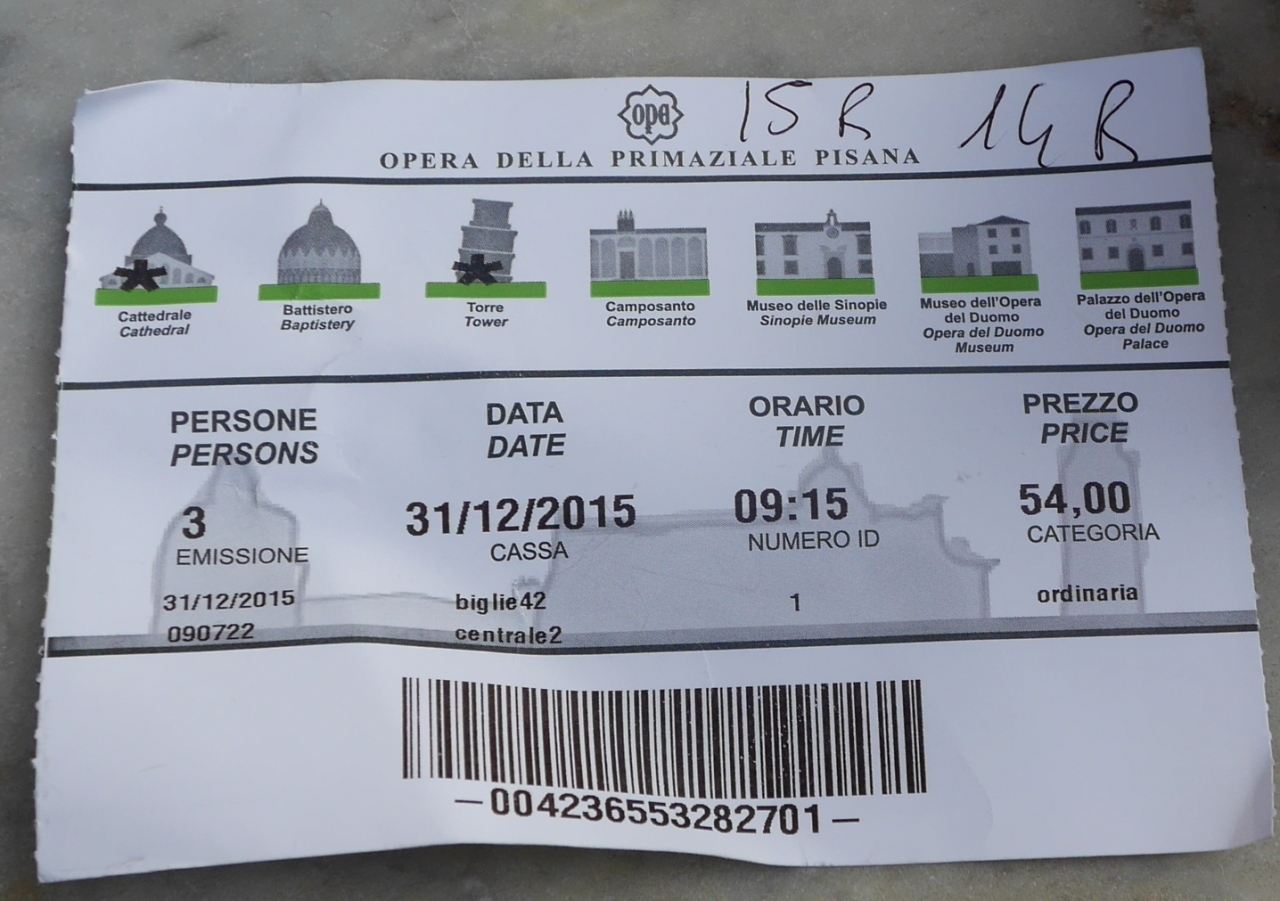 opa 15 R 14 R
OPERA DELLA PRIMAZIALE PISANA
Cattedrale
Cathedral
Battistero
Baptistery
Torre
Tower
Camposanto
Camposanto
Museo delle Sinopie
Sinopie Museum
Museo dell'Opera
del Duomo
Opera del Duomo
Museum
Palazzo dell'Opera
del Duomo
Opera del Duomo
Palace
PERSONE
PERSONS
3
EMISSIONE
31/12/2015
090722
DATA
DATE
31/12/2015
CASSA
biglie42
centrale2
ORARIO
TIME
09:15
NUMERO ID
1
PREZZO
PRICE
54,00
CATEGORIA
ordinaria
—004236553282701—